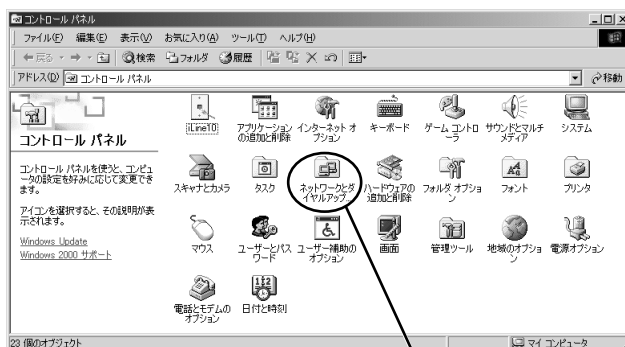 コントロール パネル
ファイル(F) 編集(E) 表示(V) お気に入り(A) ツール(T) ヘルプ(H)
戻る 検索 フォルダ 履歴
アドレス(D) コントロール パネル 移動
コントロール パネル
コントロール パネルを使うと、コンピュ
ータの設定を好みに応じて変更でき
ます。
アイコンを選択すると、その説明が表
示されます。
Windows Update
Windows 2000 サポート
iLine10
アプリケーション
の追加と削除
インターネット オ
プション
キーボード
ゲーム コントロ
ーラ
サウンドとマルチ
メディア
システム
スキャナとカメラ
タスク
ネットワークとダ
イヤルアップ...
ハードウェアの
追加と削除
フォルダ オプショ
ン
フォント
プリンタ
マウス
ユーザーとパス
ワード
ユーザー補助の
オプション
画面
管理ツール
地域のオプショ
ン
電源オプション
電話とモデムの
オプション
日付と時刻
23 個のオブジェクト
マイ コンピュータ